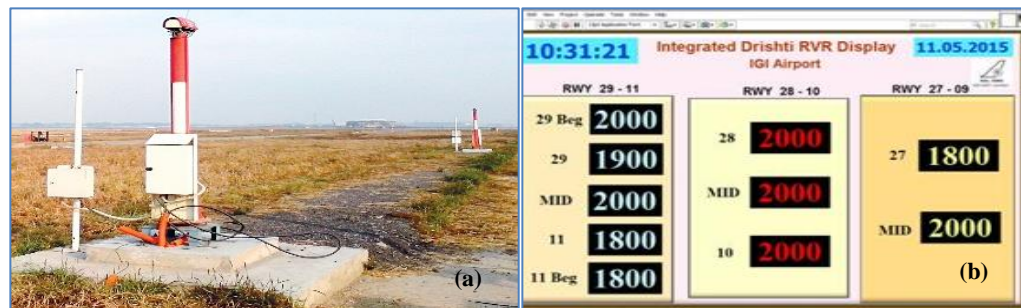 10:31:21
Integrated Drishti RVR Display
11.05.2015
IGI Airport
RWY 29 - 11
29 Beg 2000
29 1900
MID 2000
11 1800
11 Beg 1800
RWY 28 - 10
28 2000
MID 2000
10 2000
RWY 27 - 09
27 1800
MID 2000
(a)
(b)